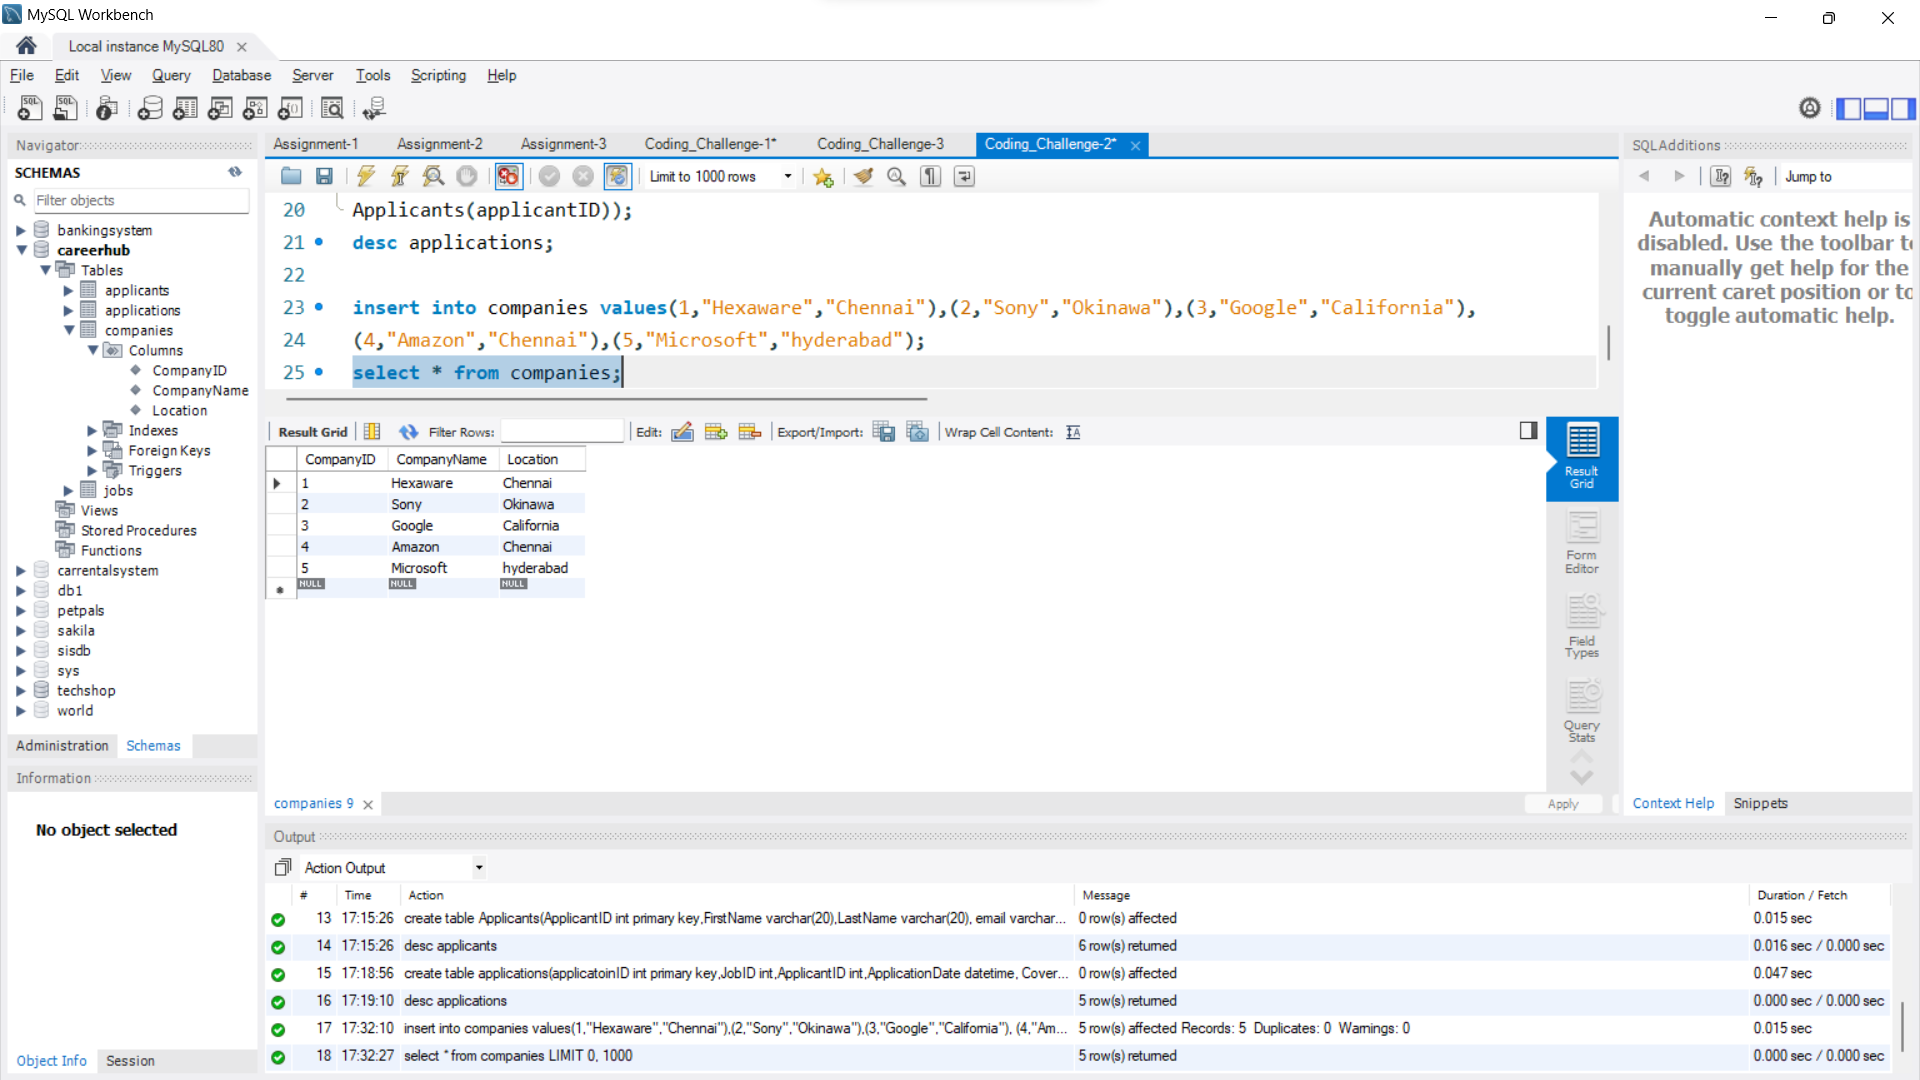 MySQL Workbench
Local instance MySQL80
File Edit View Query Database Server Tools Scripting Help
Navigator
SCHEMAS
Filter objects
bankingsystem
careerhub
Tables
applicants
applications
companies
Columns
CompanyID
CompanyName
Location
Indexes
Foreign Keys
Triggers
jobs
Views
Stored Procedures
Functions
carrentalsystem
db1
petpals
sakila
sisdb
sys
techshop
world
Administration Schemas
Information
No object selected
Object Info Session
Assignment-1 Assignment-2 Assignment-3 Coding_Challenge-1* Coding_Challenge-3 Coding_Challenge-2*
Limit to 1000 rows
20 Applicants(applicantID));
21 desc applications;
22
23 insert into companies values(1,"Hexaware","Chennai"),(2,"Sony","Okinawa"),(3,"Google","California"),
24 (4,"Amazon","Chennai"),(5,"Microsoft","hyderabad");
25 select * from companies;
Result Grid Filter Rows: Edit: Export/Import: Wrap Cell Content:
CompanyID CompanyName Location
1 Hexaware Chennai
2 Sony Okinawa
3 Google California
4 Amazon Chennai
5 Microsoft hyderabad
NULL NULL NULL
Result
Grid
Form
Editor
Field
Types
Query
Stats
companies 9
Apply
SQLAdditions
Jump to
Automatic context help is
disabled. Use the toolbar to
manually get help for the
current caret position or to
toggle automatic help.
Context Help Snippets
Output
Action Output
# Time Action Message Duration / Fetch
13 17:15:26 create table Applicants(ApplicantID int primary key,FirstName varchar(20),LastName varchar(20), email varchar... 0 row(s) affected 0.015 sec
14 17:15:26 desc applicants 6 row(s) returned 0.016 sec / 0.000 sec
15 17:18:56 create table applications(applicatoinID int primary key,JobID int,ApplicantID int,ApplicationDate datetime, Cover... 0 row(s) affected 0.047 sec
16 17:19:10 desc applications 5 row(s) returned 0.000 sec / 0.000 sec
17 17:32:10 insert into companies values(1,"Hexaware","Chennai"),(2,"Sony","Okinawa"),(3,"Google","California"), (4,"Am... 5 row(s) affected Records: 5 Duplicates: 0 Warnings: 0 0.015 sec
18 17:32:27 select * from companies LIMIT 0, 1000 5 row(s) returned 0.000 sec / 0.000 sec